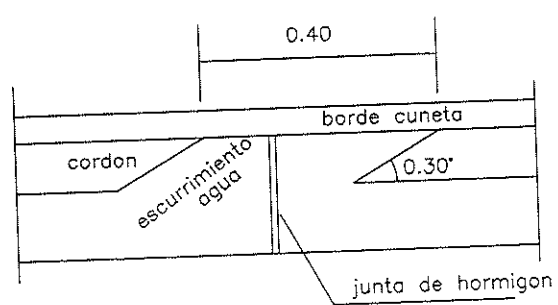 0.40
borde cuneta
cordon
escurrimiento
agua
0.30°
junta de hormigon